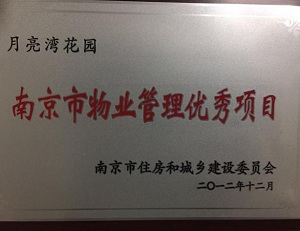 月亮湾花园
南京市物业管理优秀项目
南京市住房和城乡建设委员会
二〇一二年十二月